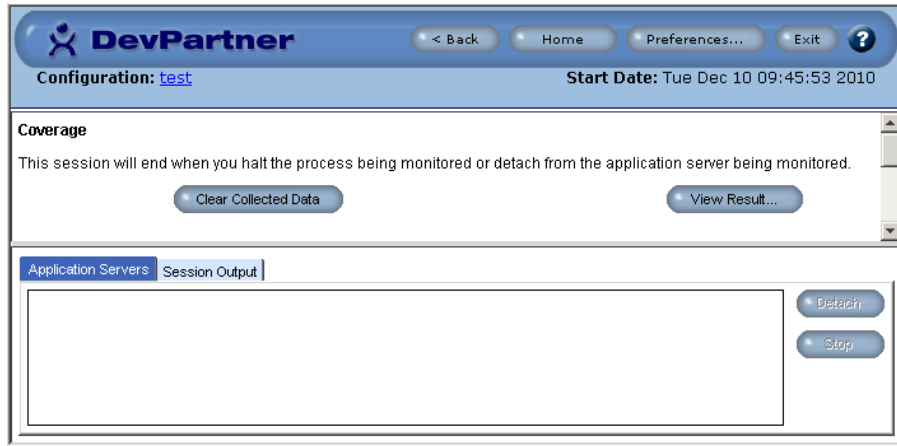 DevPartner
< Back Home Preferences... Exit ?
Configuration: test Start Date: Tue Dec 10 09:45:53 2010
Coverage
This session will end when you halt the process being monitored or detach from the application server being monitored.
Clear Collected Data View Result...
Application Servers Session Output
Detach
Stop